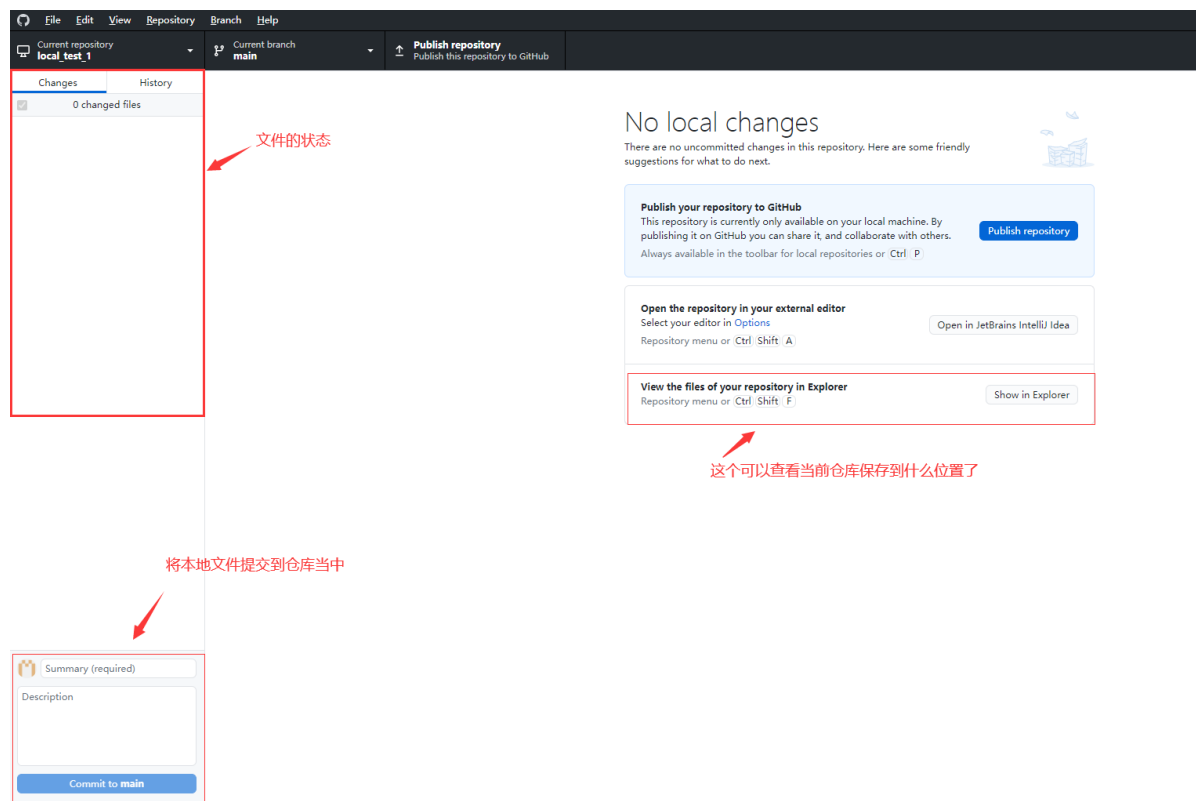 File Edit View Repository Branch Help
Current repository
local_test_1
Current branch
main
Publish repository
Publish this repository to GitHub
Changes History
0 changed files
文件的状态
No local changes
There are no uncommitted changes in this repository. Here are some friendly
suggestions for what to do next.
Publish your repository to GitHub
This repository is currently only available on your local machine. By
publishing it on GitHub you can share it, and collaborate with others.
Always available in the toolbar for local repositories or Ctrl P
Publish repository
Open the repository in your external editor
Select your editor in Options
Repository menu or Ctrl Shift A
Open in JetBrains IntelliJ Idea
View the files of your repository in Explorer
Repository menu or Ctrl Shift F
Show in Explorer
这个可以查看当前仓库保存到什么位置了
将本地文件提交到仓库当中
Summary (required)
Description
Commit to main